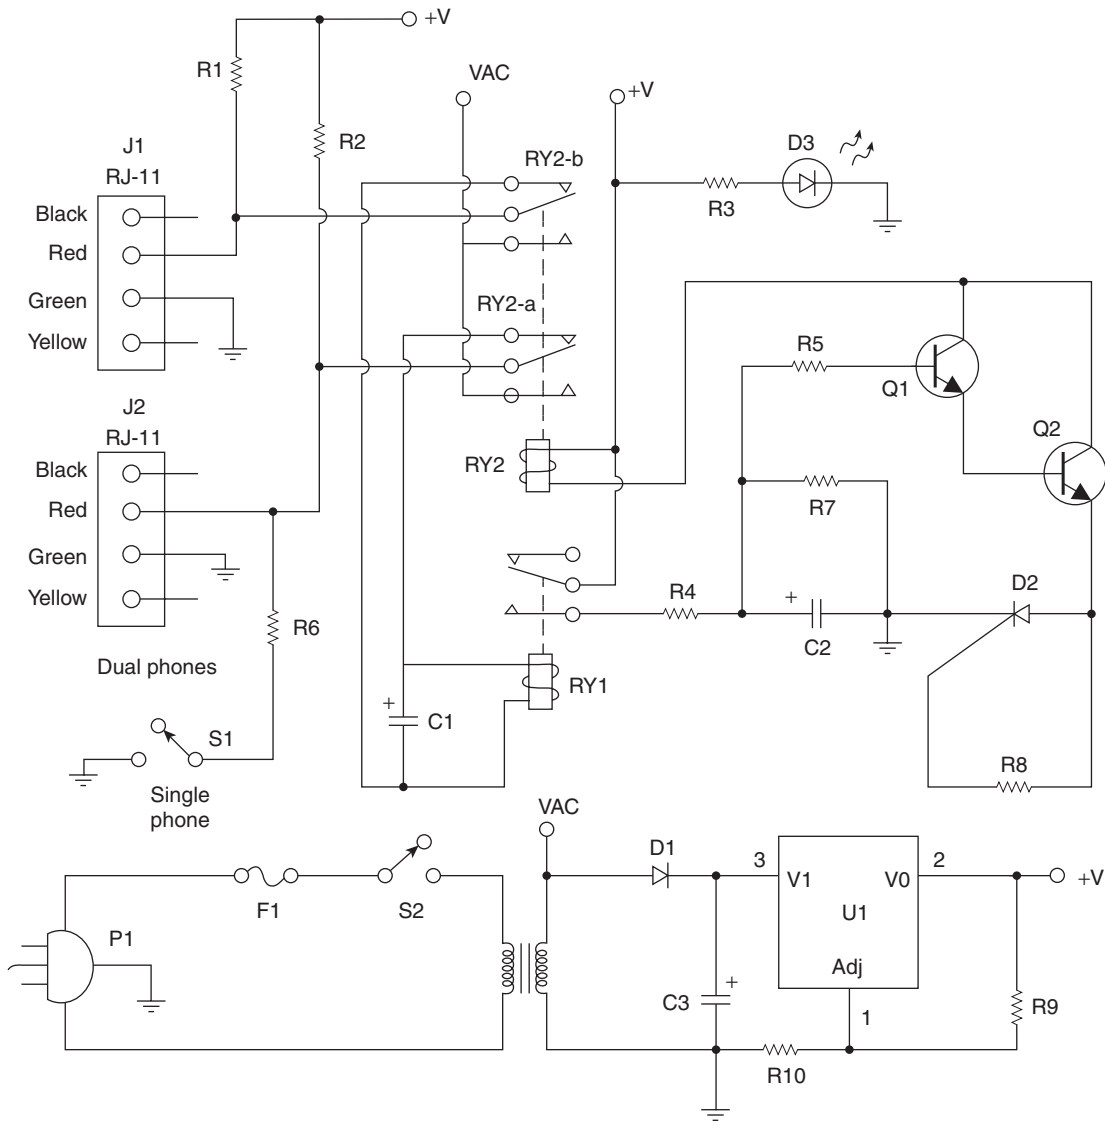 +V
R1
VAC
+V
R2
J1
RJ-11
RY2-b
D3
R3
Black
Red
Green
Yellow
RY2-a
R5
Q1
J2
RJ-11
Q2
Black
Red
Green
Yellow
RY2
R7
R4
+
C2
D2
R6
Dual phones
RY1
+
C1
S1
Single
phone
R8
VAC
D1
3
V1
V0
2
+V
U1
F1
S2
P1
Adj
+
C3
1
R9
R10